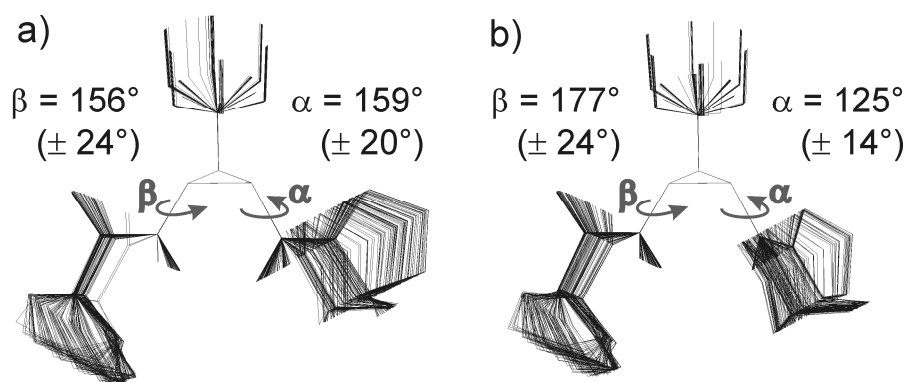 a)
β = 156°
(± 24°)
α = 159°
(± 20°)
β
α
b)
β = 177°
(± 24°)
α = 125°
(± 14°)
β
α